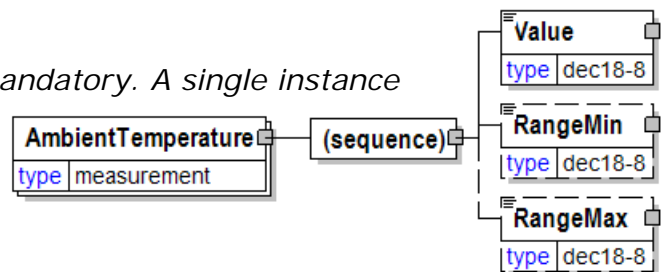 andatory. A single instance
AmbientTemperature
type measurement
(sequence)
Value
type dec18-8
RangeMin
type dec18-8
RangeMax
type dec18-8